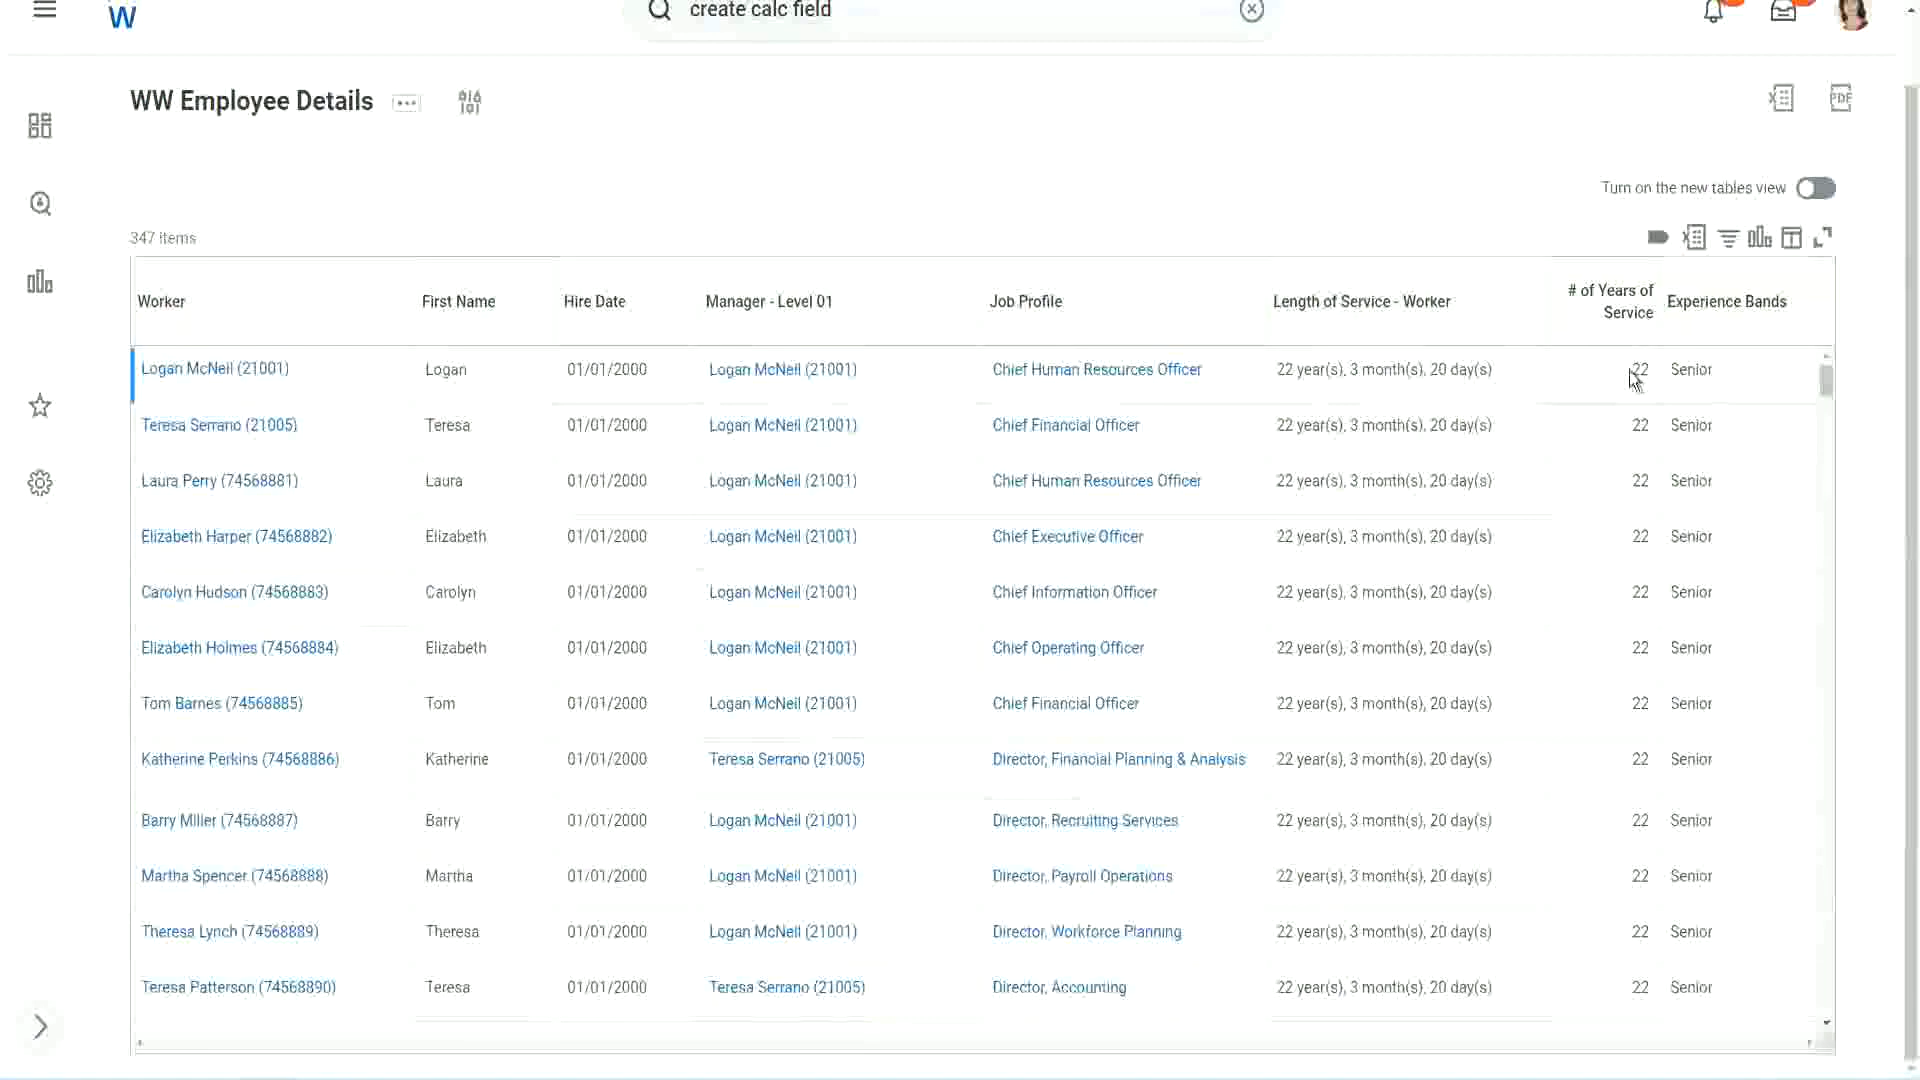 W
create calc field
WW Employee Details
PDF
Turn on the new tables view
347 items
Worker First Name Hire Date Manager - Level 01 Job Profile Length of Service - Worker # of Years of Service Experience Bands
Logan McNeil (21001) Logan 01/01/2000 Logan McNeil (21001) Chief Human Resources Officer 22 year(s), 3 month(s), 20 day(s) 22 Senior
Teresa Serrano (21005) Teresa 01/01/2000 Logan McNeil (21001) Chief Financial Officer 22 year(s), 3 month(s), 20 day(s) 22 Senior
Laura Perry (74568881) Laura 01/01/2000 Logan McNeil (21001) Chief Human Resources Officer 22 year(s), 3 month(s), 20 day(s) 22 Senior
Elizabeth Harper (74568882) Elizabeth 01/01/2000 Logan McNeil (21001) Chief Executive Officer 22 year(s), 3 month(s), 20 day(s) 22 Senior
Carolyn Hudson (74568883) Carolyn 01/01/2000 Logan McNeil (21001) Chief Information Officer 22 year(s), 3 month(s), 20 day(s) 22 Senior
Elizabeth Holmes (74568884) Elizabeth 01/01/2000 Logan McNeil (21001) Chief Operating Officer 22 year(s), 3 month(s), 20 day(s) 22 Senior
Tom Barnes (74568885) Tom 01/01/2000 Logan McNeil (21001) Chief Financial Officer 22 year(s), 3 month(s), 20 day(s) 22 Senior
Katherine Perkins (74568886) Katherine 01/01/2000 Teresa Serrano (21005) Director, Financial Planning & Analysis 22 year(s), 3 month(s), 20 day(s) 22 Senior
Barry Miller (74568887) Barry 01/01/2000 Logan McNeil (21001) Director, Recruiting Services 22 year(s), 3 month(s), 20 day(s) 22 Senior
Martha Spencer (74568888) Martha 01/01/2000 Logan McNeil (21001) Director, Payroll Operations 22 year(s), 3 month(s), 20 day(s) 22 Senior
Theresa Lynch (74568889) Theresa 01/01/2000 Logan McNeil (21001) Director, Workforce Planning 22 year(s), 3 month(s), 20 day(s) 22 Senior
Teresa Patterson (74568890) Teresa 01/01/2000 Teresa Serrano (21005) Director, Accounting 22 year(s), 3 month(s), 20 day(s) 22 Senior